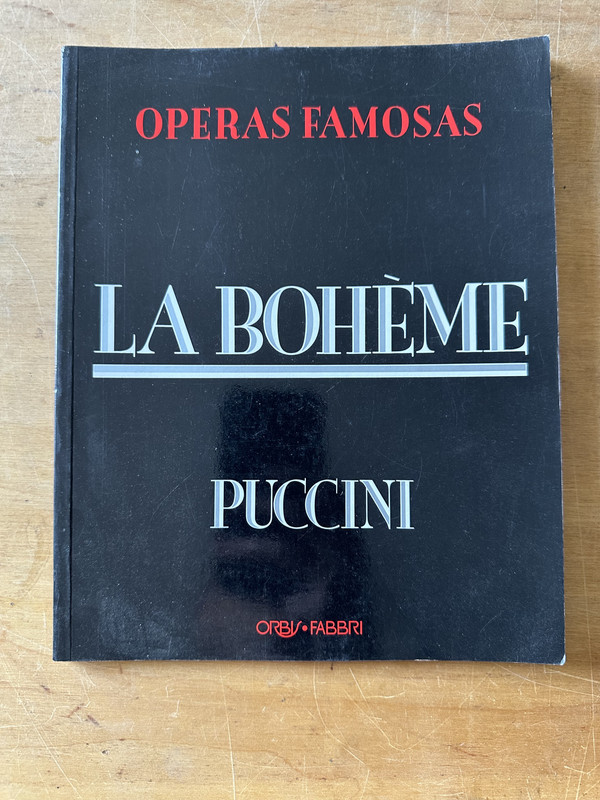 OPERAS FAMOSAS
LA BOHÈME
PUCCINI
ORBIS • FABBRI